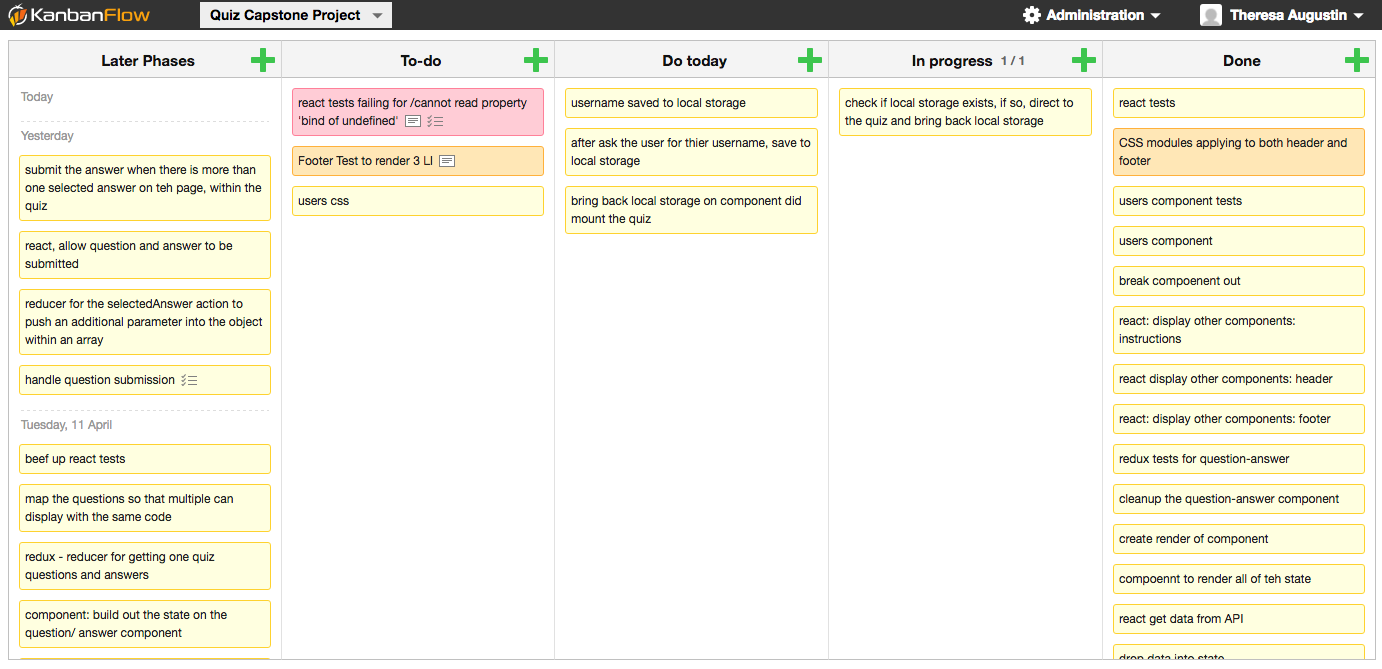 KanbanFlow
Quiz Capstone Project
Administration
Theresa Augustin
Later Phases
Today
Yesterday
submit the answer when there is more than
one selected answer on teh page, within the
quiz
react, allow question and answer to be
submitted
reducer for the selectedAnswer action to
push an additional parameter into the object
within an array
handle question submission
Tuesday, 11 April
beef up react tests
map the questions so that multiple can
display with the same code
redux - reducer for getting one quiz
questions and answers
component: build out the state on the
question/ answer component
To-do
react tests failing for /cannot read property
'bind of undefined'
Footer Test to render 3 LI
users css
Do today
username saved to local storage
after ask the user for thier username, save to
local storage
bring back local storage on component did
mount the quiz
In progress 1 / 1
check if local storage exists, if so, direct to
the quiz and bring back local storage
Done
react tests
CSS modules applying to both header and
footer
users component tests
users component
break compoenent out
react: display other components:
instructions
react display other components: header
react: display other components: footer
redux tests for question-answer
cleanup the question-answer component
create render of component
compoennt to render all of teh state
react get data from API
drop data into state